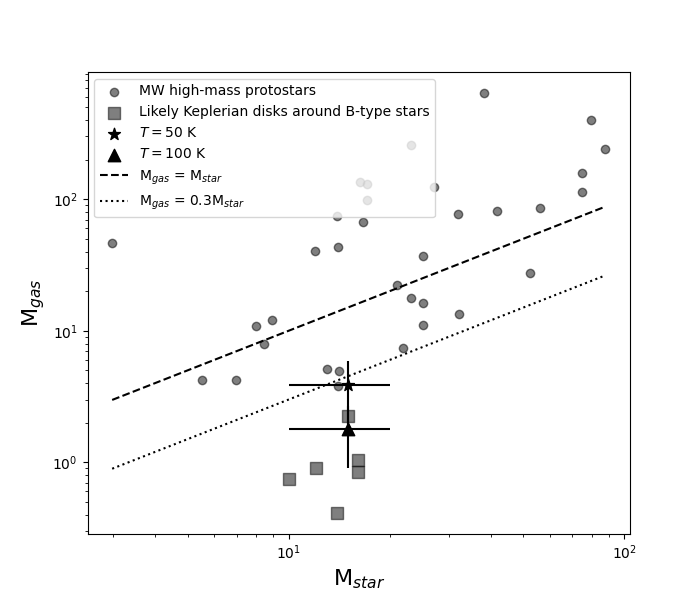 MW high-mass protostars
Likely Keplerian disks around B-type stars
T = 50 K
T = 100 K
M_gas = M_star
M_gas = 0.3M_star
10^2
10^1
10^0
M_gas
10^1
10^2
M_star